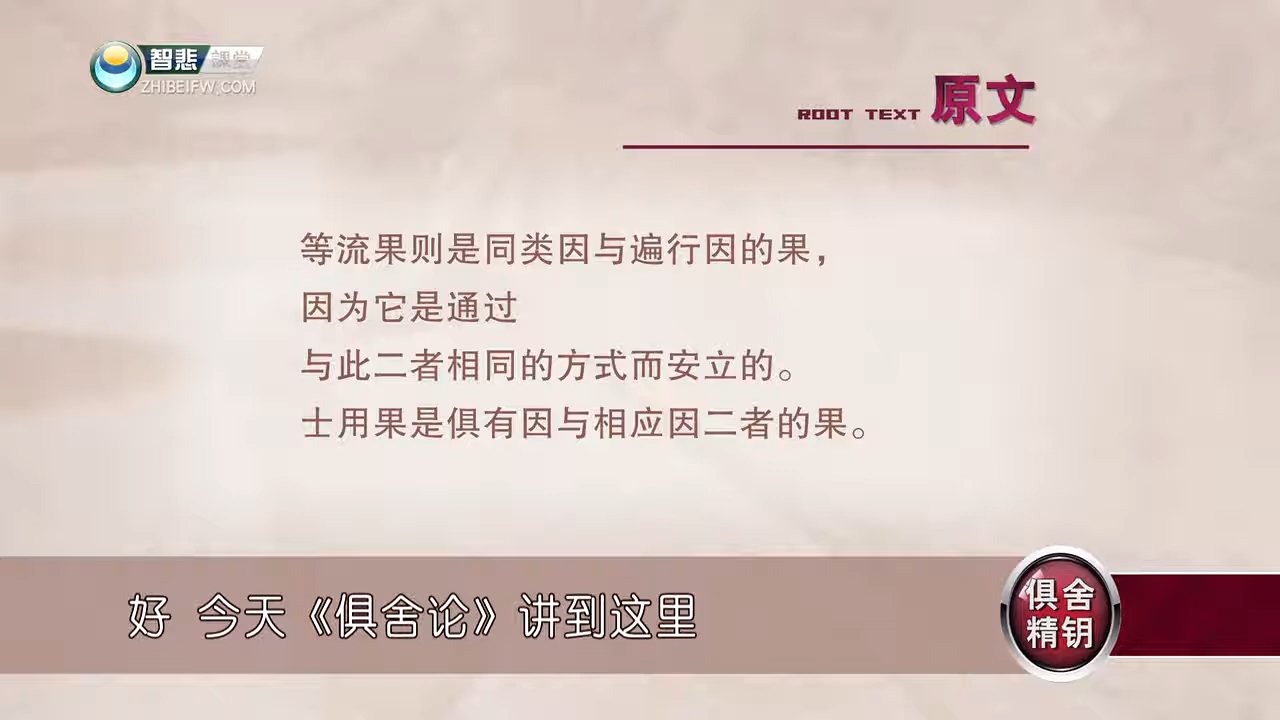 智悲課堂
ZHIBEIFW.COM
ROOT TEXT 原文
等流果则是同类因与遍行因的果，
因为它是通过
与此二者相同的方式而安立的。
士用果是俱有因与相应因二者的果。
好 今天《俱舍论》讲到这里
俱舍
精钥